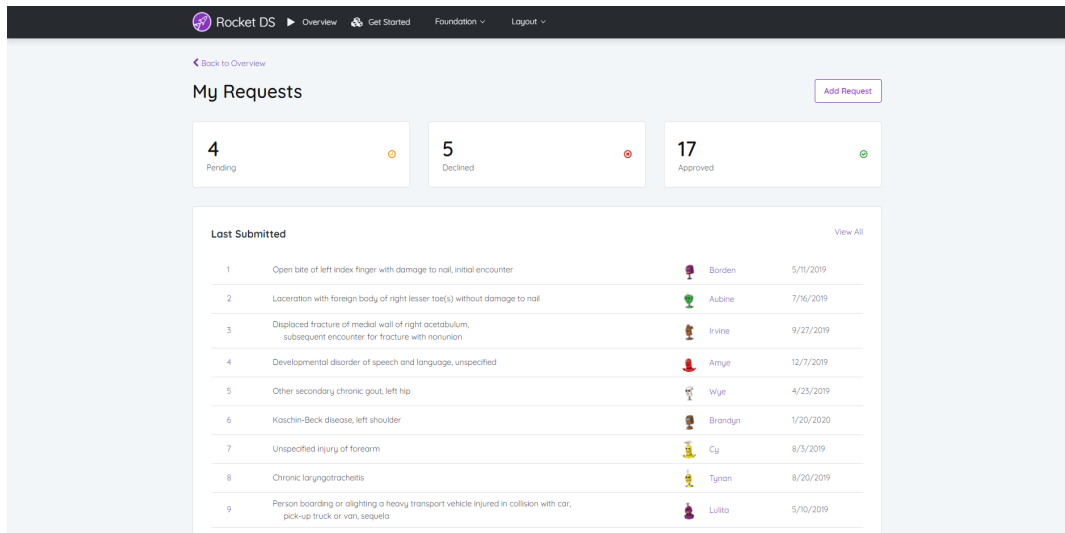 Rocket DS Overview Get Started Foundation Layout
Back to Overview
My Requests
Add Request
4
Pending
5
Declined
17
Approved
Last Submitted
View All
1 Open bite of left index finger with damage to nail, initial encounter Borden 5/11/2019
2 Laceration with foreign body of right lesser toe(s) without damage to nail Aubine 7/16/2019
3 Displaced fracture of medial wall of right acetabulum,
subsequent encounter for fracture with nonunion Irvine 9/27/2019
4 Developmental disorder of speech and language, unspecified Amye 12/7/2019
5 Other secondary chronic gout, left hip Wye 4/23/2019
6 Kaschin-Beck disease, left shoulder Brandyn 1/20/2020
7 Unspecified injury of forearm Cy 8/3/2019
8 Chronic laryngotracheitis Tynan 8/20/2019
9 Person boarding or alighting a heavy transport vehicle injured in collision with car,
pick-up truck or van, sequela Lulita 5/10/2019